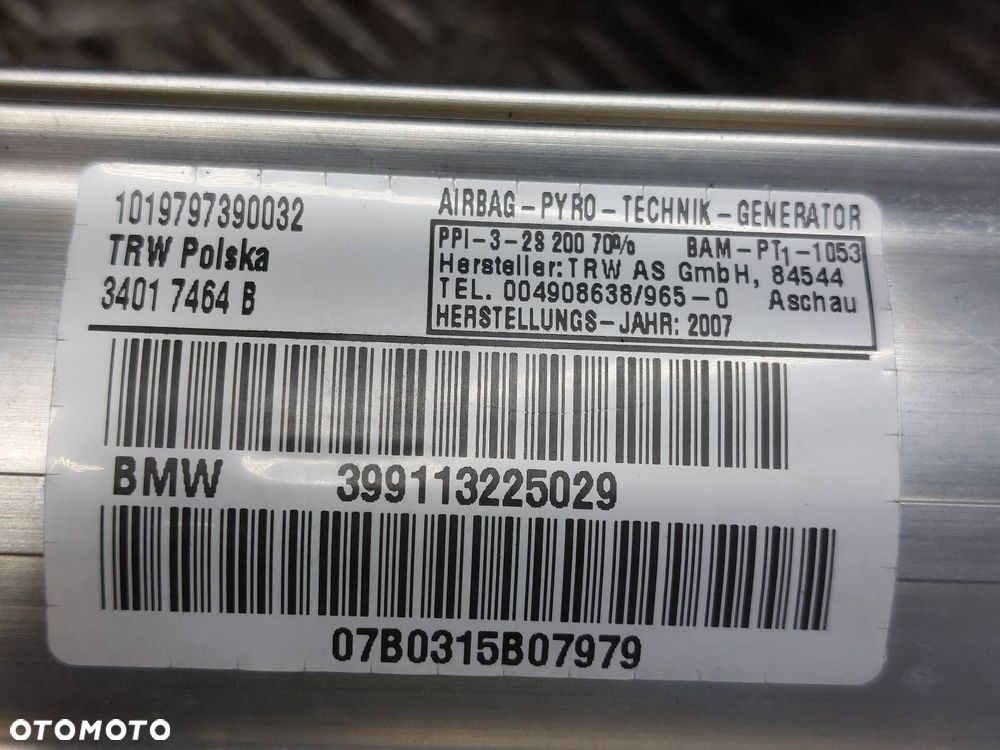 1019797390032
TRW Polska
3401 7464 B
AIRBAG-PYRO-TECHNIK-GENERATOR
PPI-3-2S 200 70% BAM-PT1-1053
Hersteller: TRW AS GmbH, 84544
TEL. 004908638/965-0 Aschau
HERSTELLUNGS-JAHR: 2007
BMW 399113225029
07B0315B07979
OTOMOTO